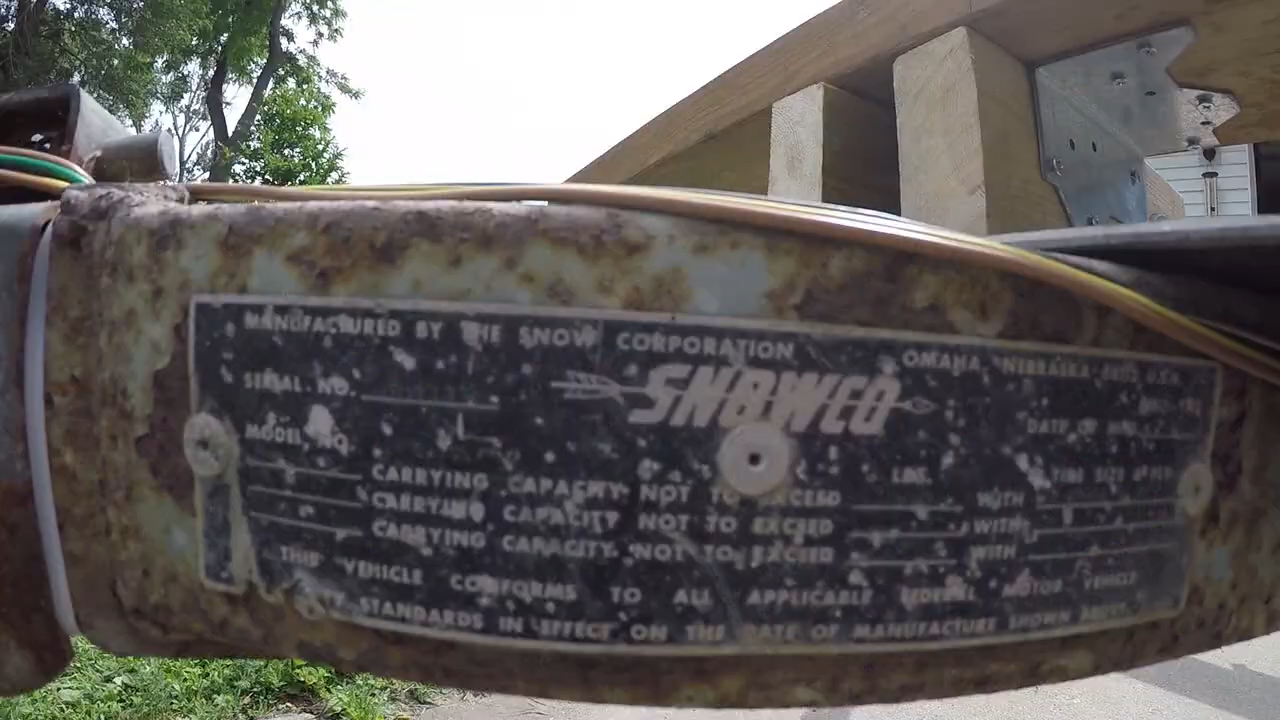 MANUFACTURED BY THE SNOW CORPORATION
OMAHA, NEBRASKA
SERIAL NO.
SNOWCO
DATE OF
MODEL NO.
CARRYING CAPACITY NOT TO EXCEED LBS. WITH TIRE SIZE
CARRYING CAPACITY NOT TO EXCEED WITH
CARRYING CAPACITY NOT TO EXCEED WITH
THIS VEHICLE CONFORMS TO ALL APPLICABLE FEDERAL MOTOR VEHICLE
STANDARDS IN EFFECT ON THE DATE OF MANUFACTURE SHOWN